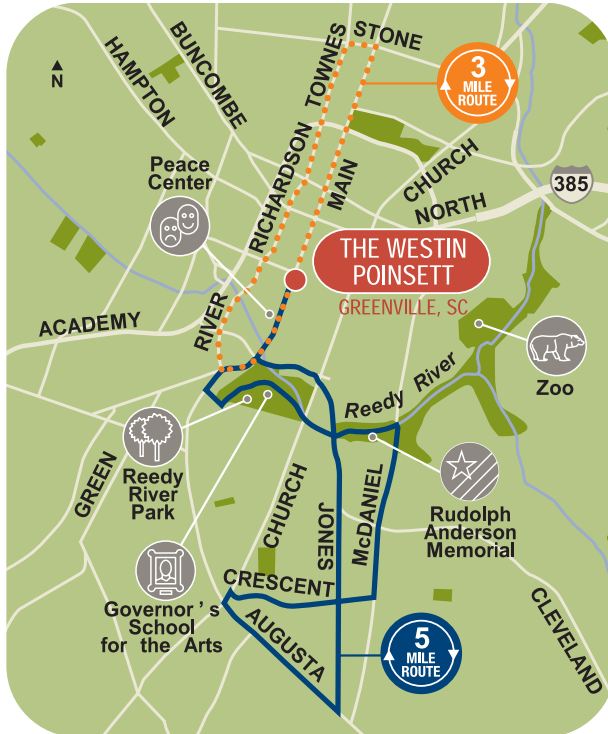 STONE
HAMPTON
BUNCOMBE
TOWNES
RICHARDSON
N
3
MILE
ROUTE
CHURCH
Peace
Center
MAIN
NORTH
385
THE WESTIN
POINSETT
GREENVILLE, SC
RIVER
ACADEMY
Zoo
Reedy River
GREEN
Reedy
River
Park
CHURCH
JONES
McDANIEL
Rudolph
Anderson
Memorial
CRESCENT
Governor's
School
for the Arts
AUGUSTA
CLEVELAND
5
MILE
ROUTE